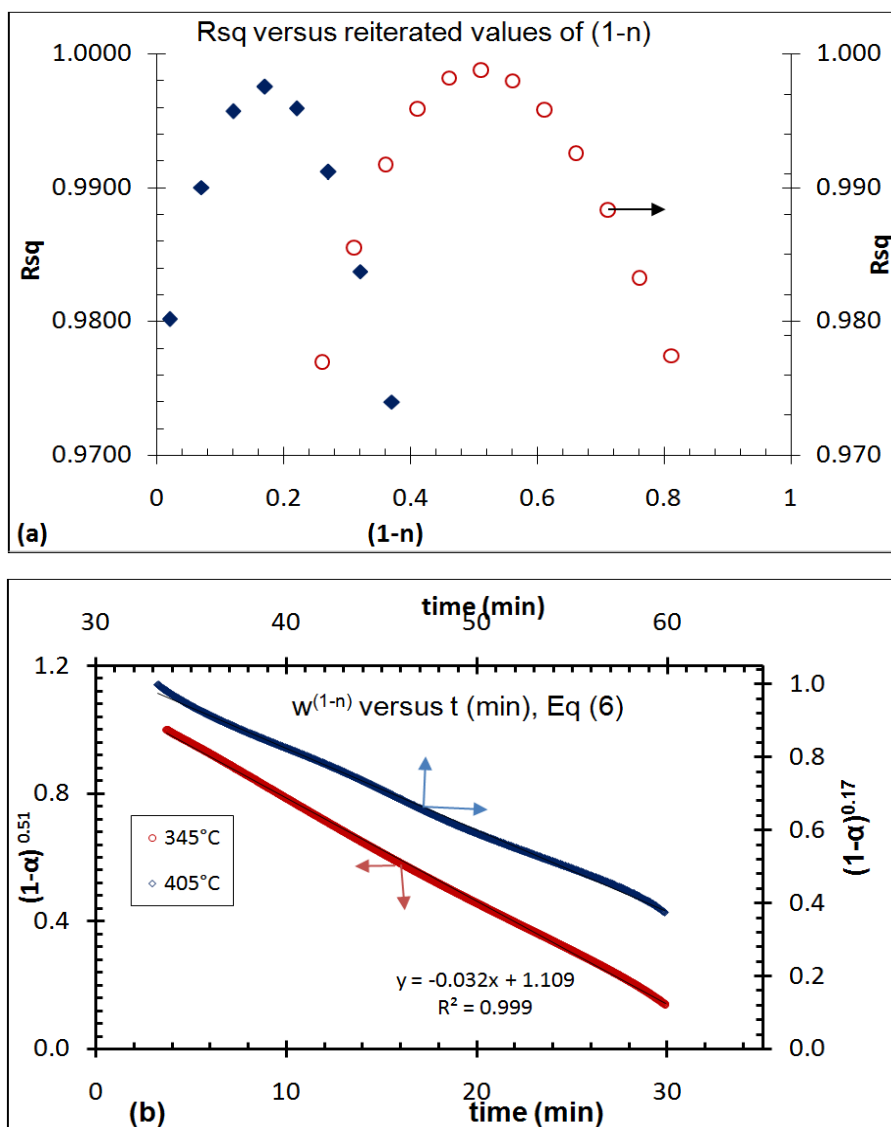 Rsq versus reiterated values of (1-n)
1.0000
0.9900
0.9800
0.9700
Rsq
1.000
0.990
0.980
0.970
Rsq
0 0.2 0.4 0.6 0.8 1
(a) (1-n)
time (min)
30 40 50 60
w(1-n) versus t (min), Eq (6)
1.2
0.8
0.4
0.0
(1-α) 0.51
1.0
0.8
0.6
0.4
0.2
0.0
(1-α)0.17
345°C
405°C
y = -0.032x + 1.109
R² = 0.999
0 10 20 30
(b) time (min)